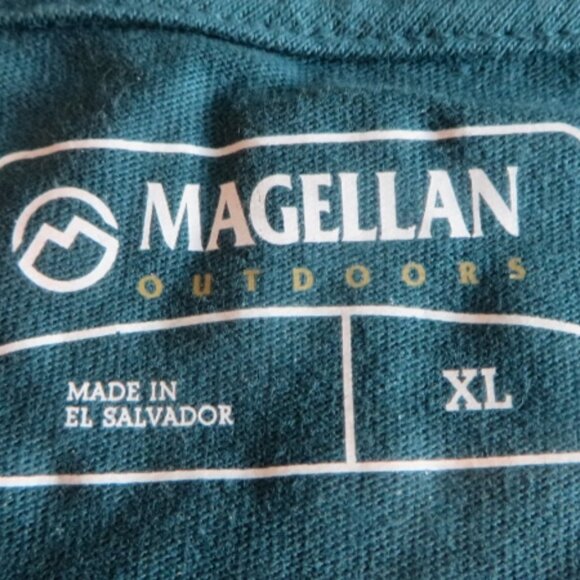 MAGELLAN
OUTDOORS
MADE IN
EL SALVADOR
XL